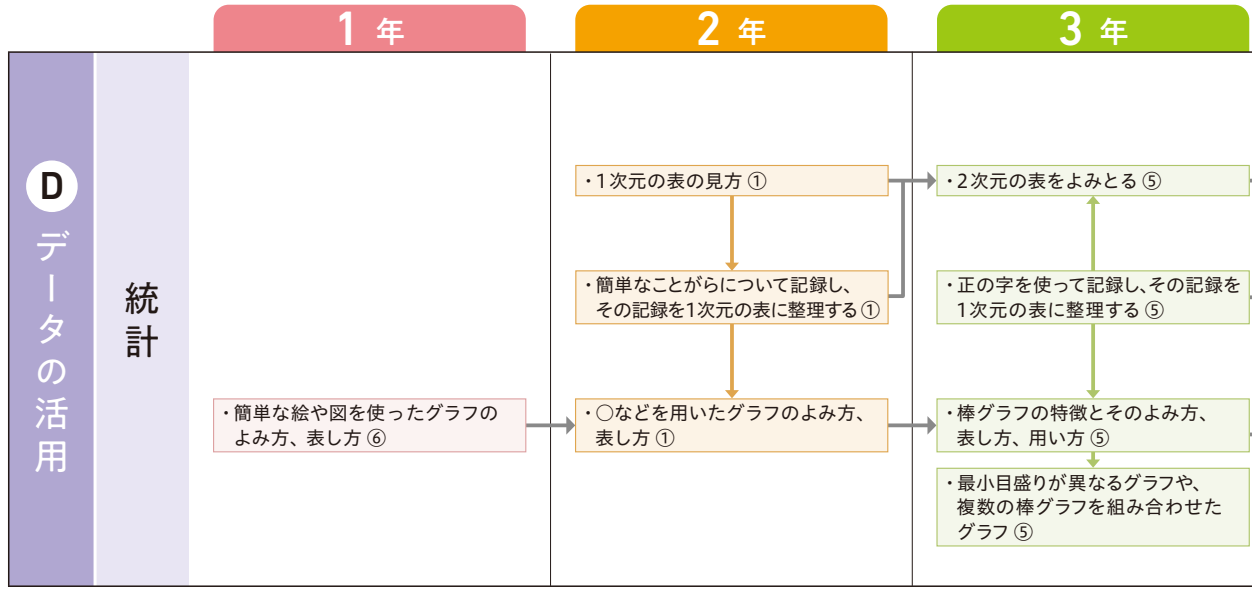 1 年
2 年
3 年
D
データの活用
統計
・簡単な絵や図を使ったグラフの
よみ方、表し方 ⑥
・1次元の表の見方 ①
・簡単なことがらについて記録し、
その記録を1次元の表に整理する ①
・○などを用いたグラフのよみ方、
表し方 ①
・2次元の表をよみとる ⑤
・正の字を使って記録し、その記録を
1次元の表に整理する ⑤
・棒グラフの特徴とそのよみ方、
表し方、用い方 ⑤
・最小目盛りが異なるグラフや、
複数の棒グラフを組み合わせた
グラフ ⑤